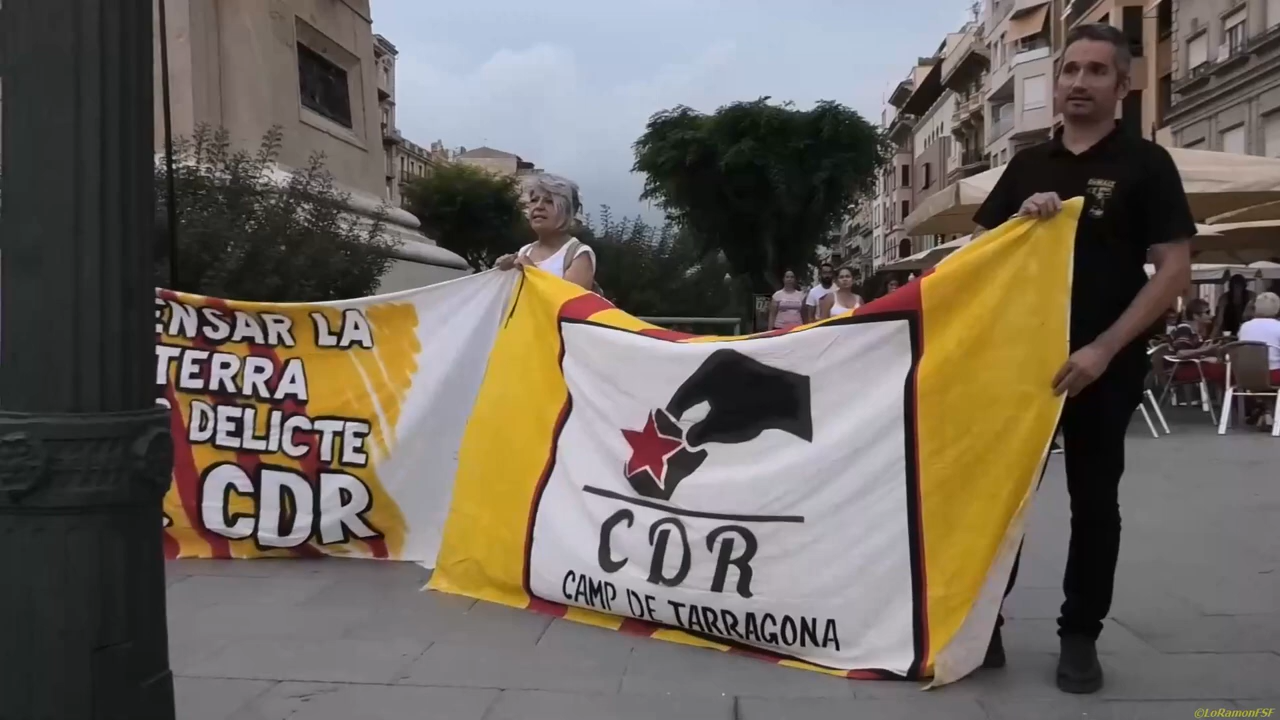 ENSAR LA
TERRA
DELICTE
CDR
CDR
CAMP DE TARRAGONA
©LoRamonFSF